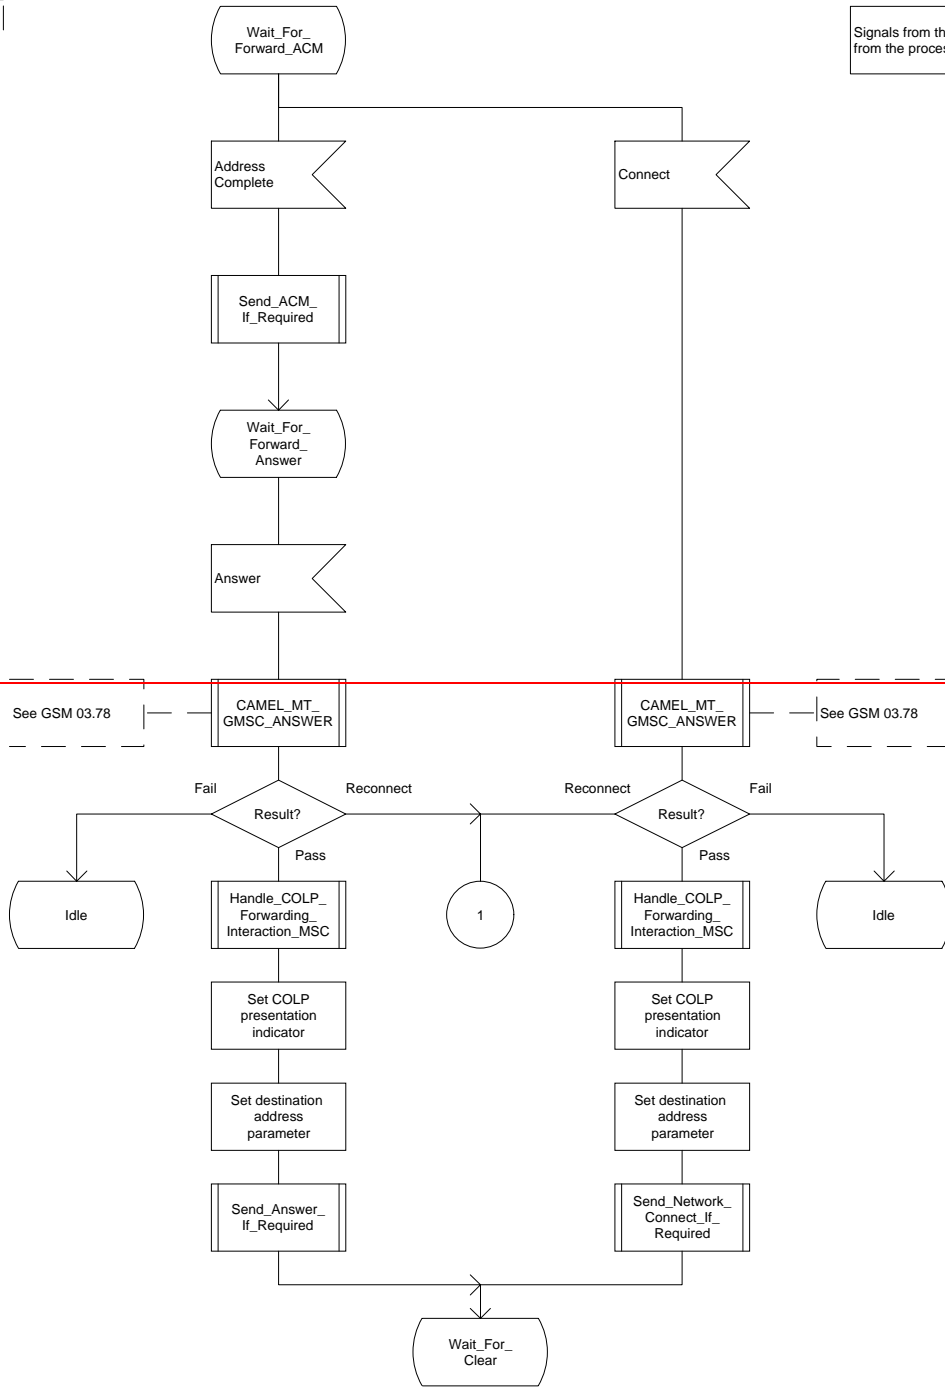 Wait_For_
Forward_ACM
Signals from th
from the proces
Address
Complete
Connect
Send_ACM_
If_Required
Wait_For_
Forward_
Answer
Answer
See GSM 03.78
CAMEL_MT_
GMSC_ANSWER
CAMEL_MT_
GMSC_ANSWER
See GSM 03.78
Fail
Result?
Reconnect
Reconnect
Result?
Fail
Pass
Pass
Idle
Handle_COLP_
Forwarding_
Interaction_MSC
1
Handle_COLP_
Forwarding_
Interaction_MSC
Idle
Set COLP
presentation
indicator
Set COLP
presentation
indicator
Set destination
address
parameter
Set destination
address
parameter
Send_Answer_
If_Required
Send_Network_
Connect_If_
Required
Wait_For_
Clear